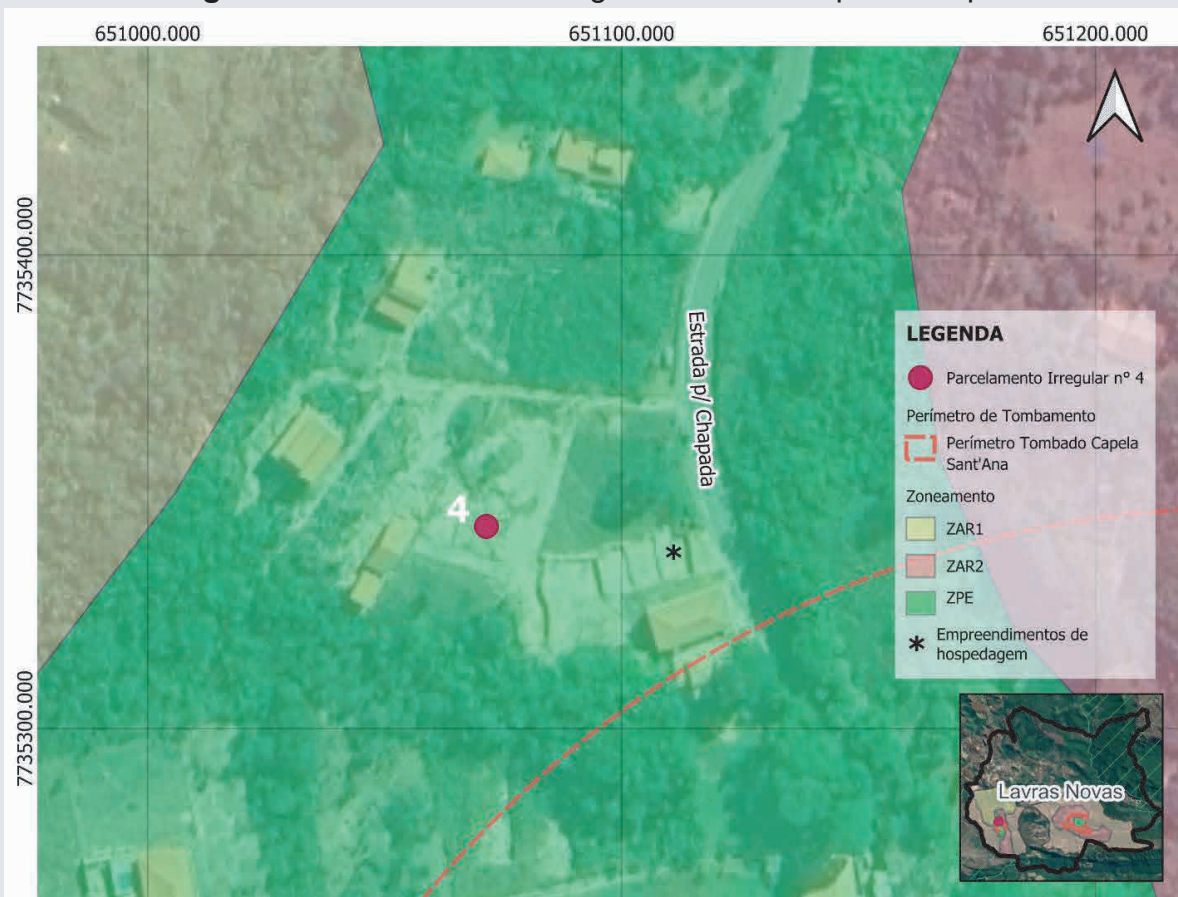 651000.000
651100.000
651200.000
7735400.000
7735300.000
Estrada p/ Chapada
4
*
LEGENDA
Parcelamento Irregular n° 4
Perímetro de Tombamento
Perímetro Tombado Capela
Sant'Ana
Zoneamento
ZAR1
ZAR2
ZPE
* Empreendimentos de
hospedagem
Lavras Novas